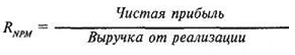 Чистая прибыль
R_NPM =
Выручка от реализации